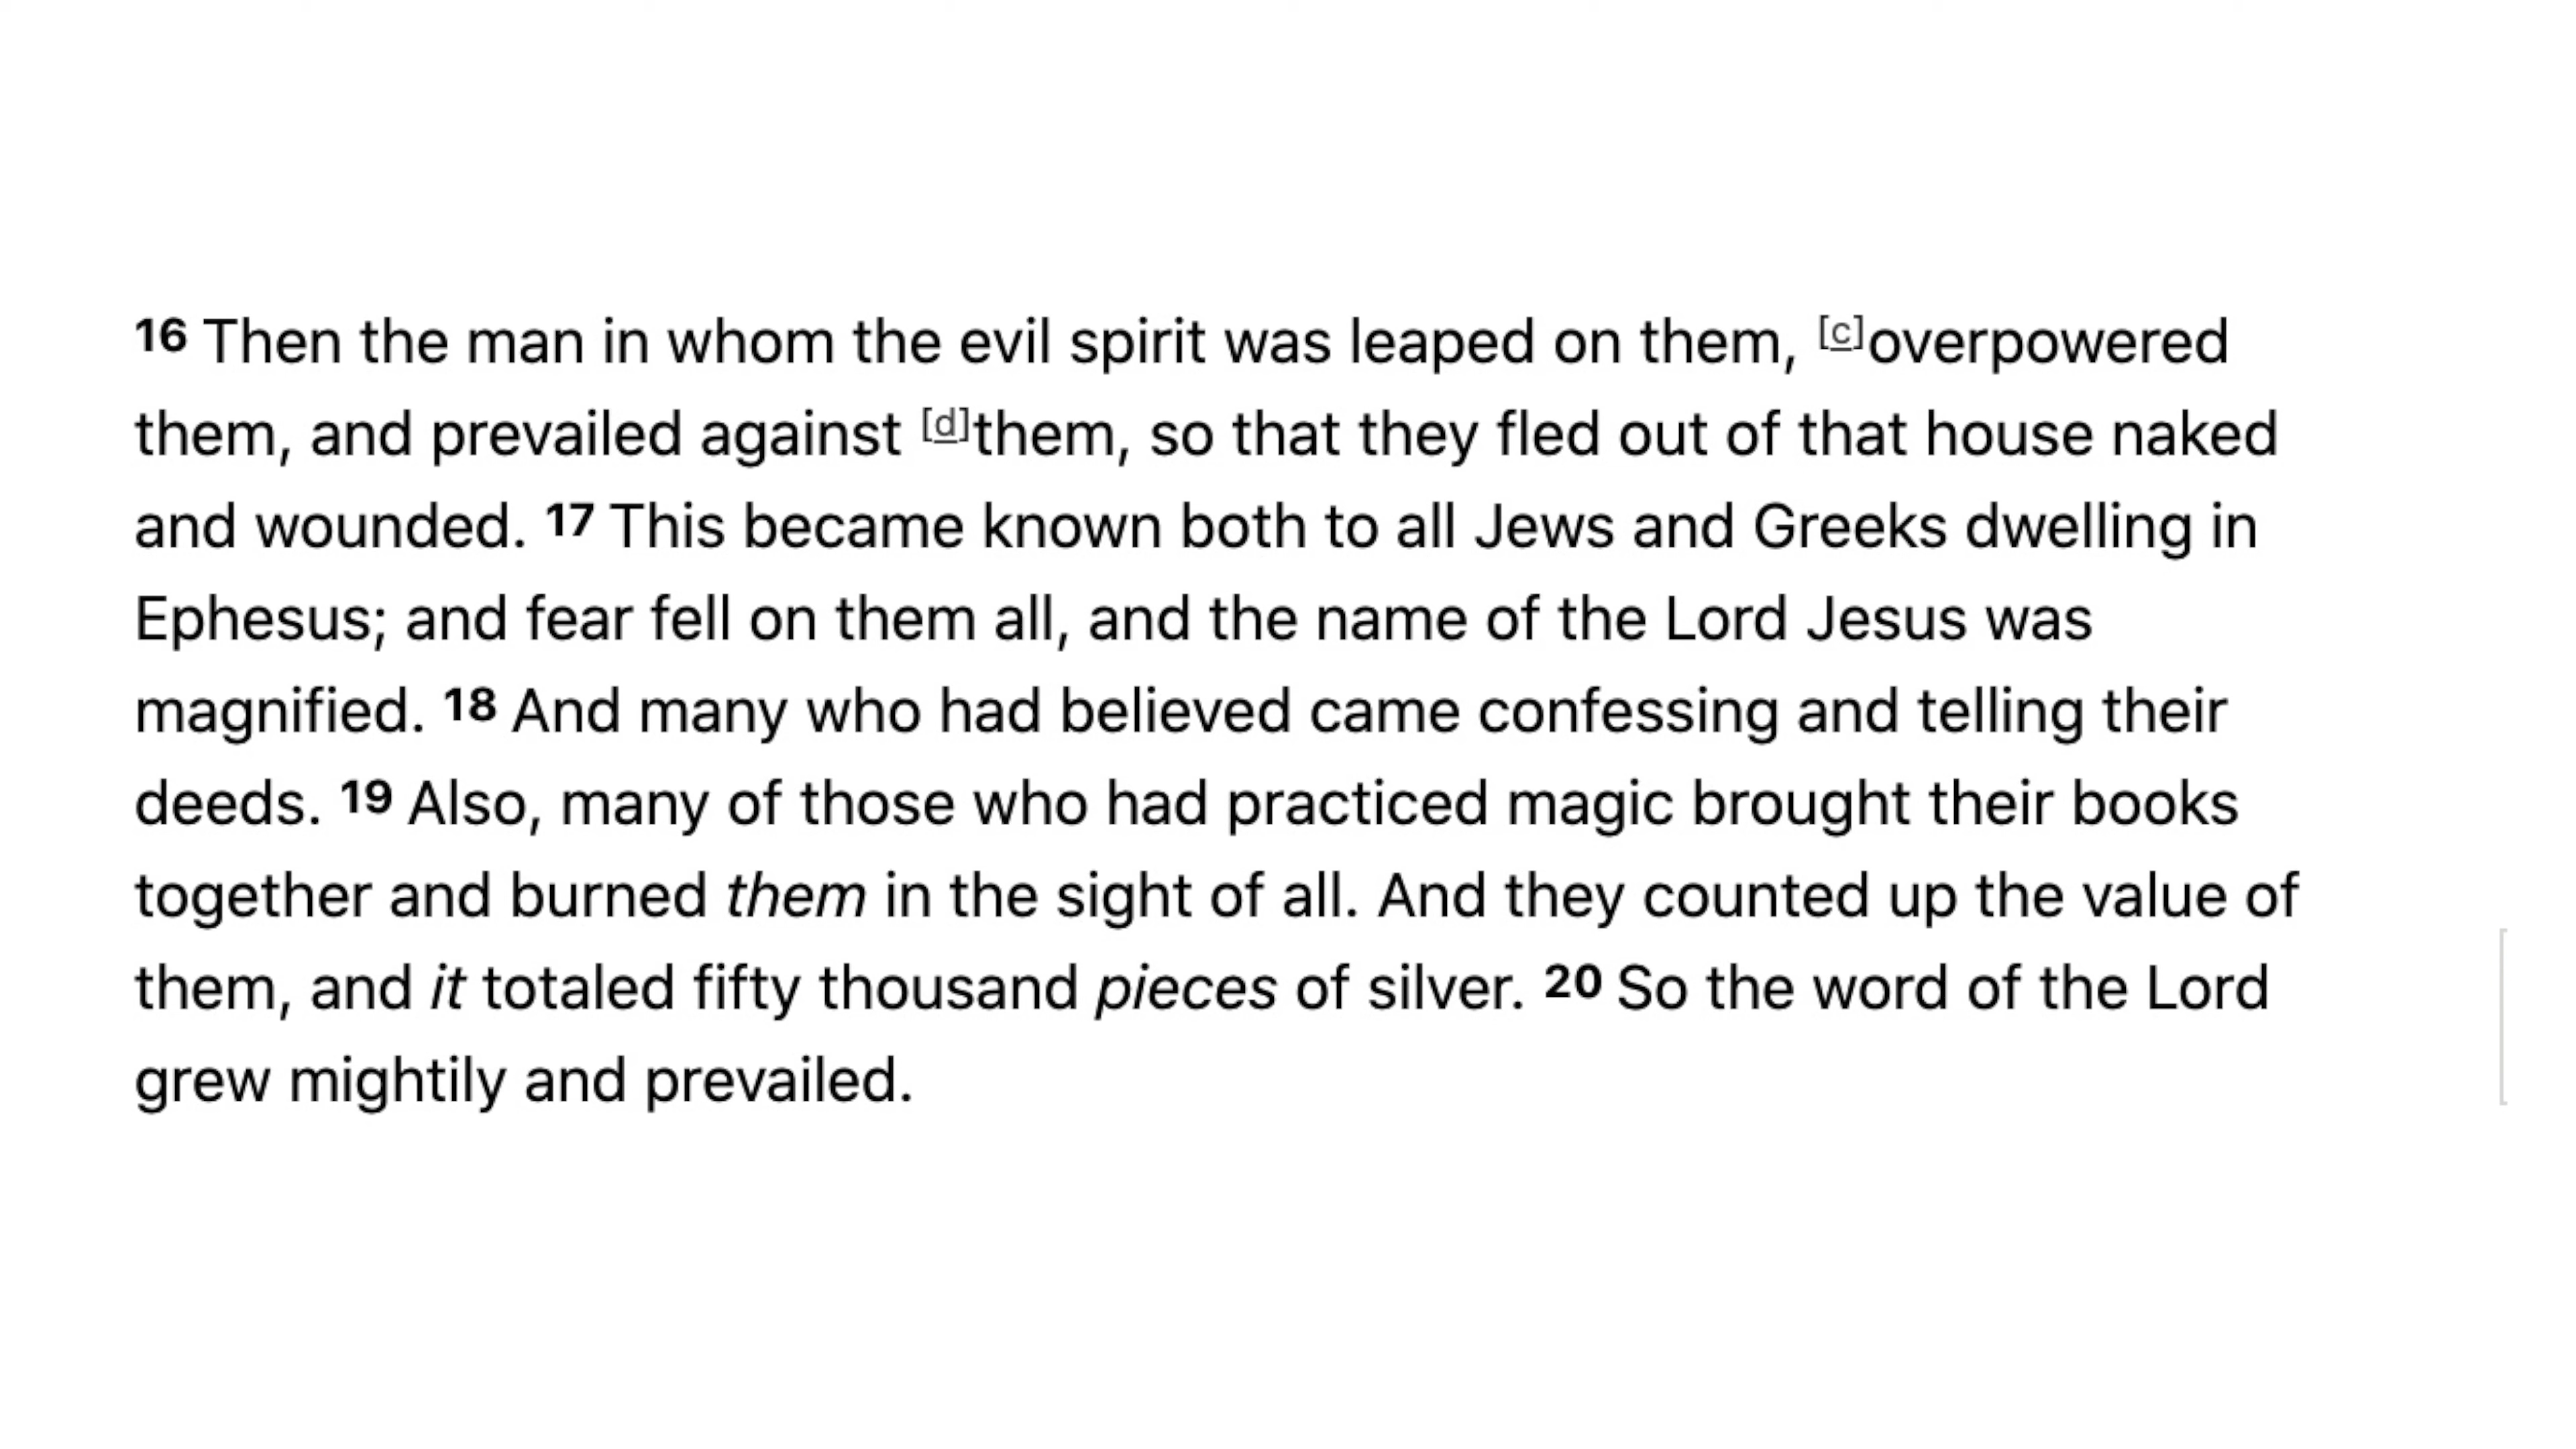 16 Then the man in whom the evil spirit was leaped on them, [c]overpowered
them, and prevailed against [d]them, so that they fled out of that house naked
and wounded. 17 This became known both to all Jews and Greeks dwelling in
Ephesus; and fear fell on them all, and the name of the Lord Jesus was
magnified. 18 And many who had believed came confessing and telling their
deeds. 19 Also, many of those who had practiced magic brought their books
together and burned them in the sight of all. And they counted up the value of
them, and it totaled fifty thousand pieces of silver. 20 So the word of the Lord
grew mightily and prevailed.